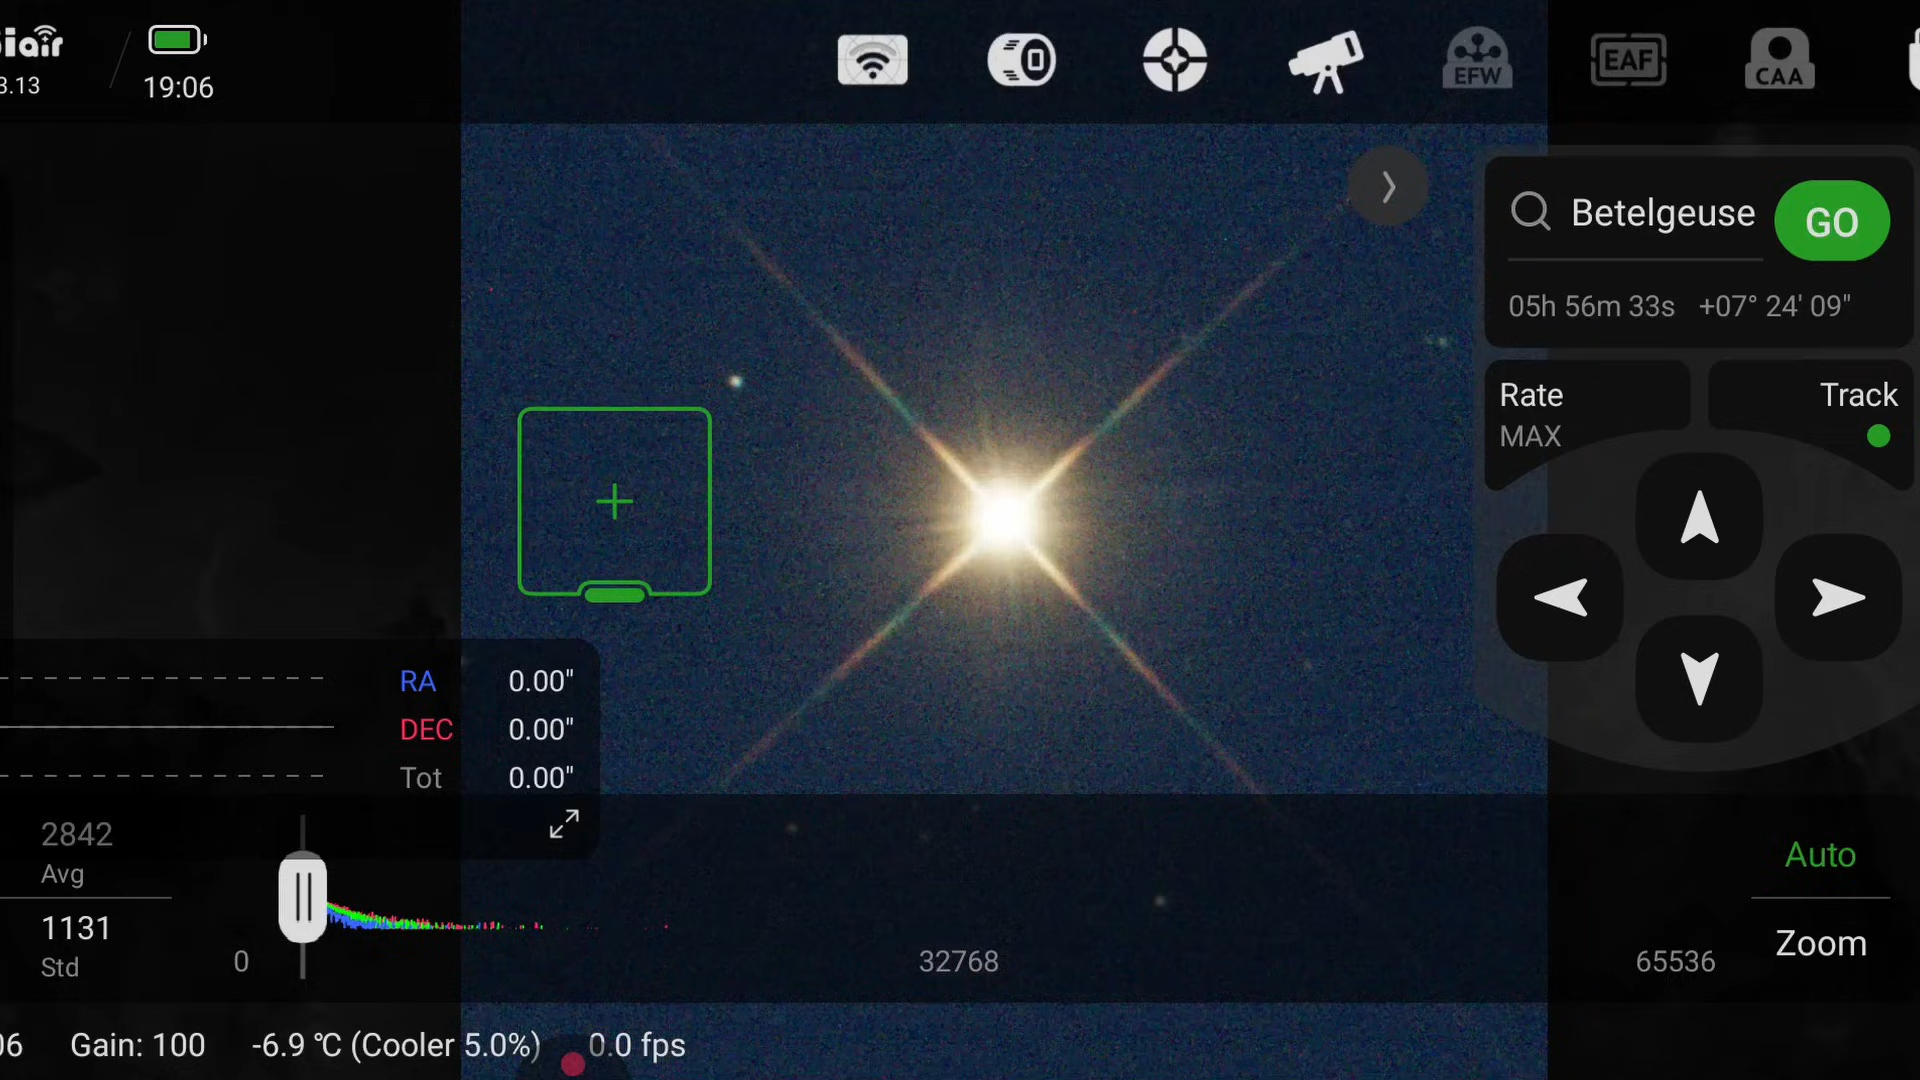 siair
3.13
19:06
EFW
EAF
CAA
Betelgeuse
GO
05h 56m 33s +07° 24' 09"
Rate
MAX
Track
RA 0.00"
DEC 0.00"
Tot 0.00"
2842
Avg
1131
Std
0
32768
65536
Auto
Zoom
06 Gain: 100 -6.9 ℃ (Cooler 5.0%) 0.0 fps